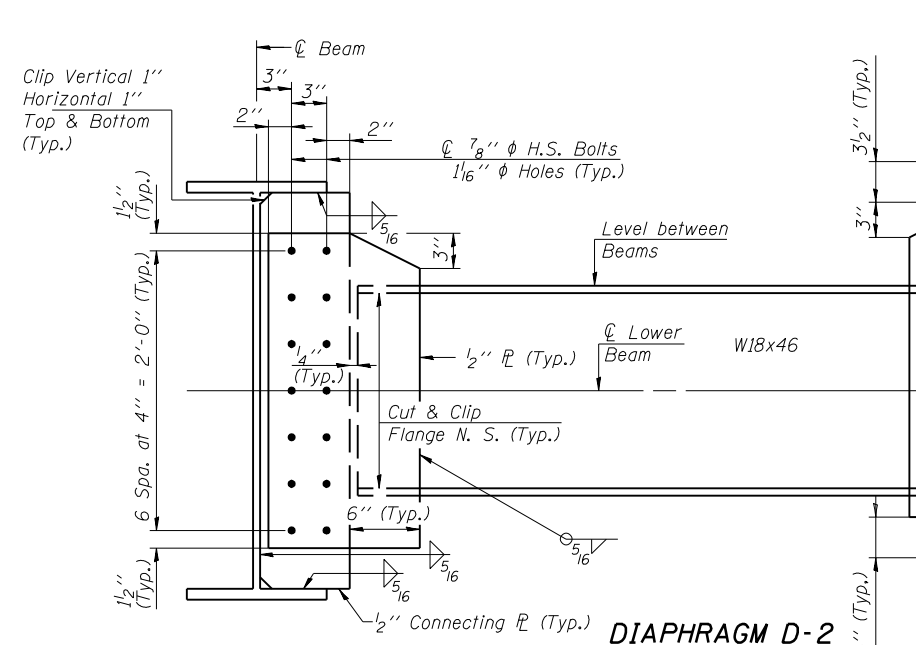 ℄ Beam
Clip Vertical 1"
Horizontal 1"
Top & Bottom
(Typ.)
3"
3"
2"
2"
℄ 7/8" ϕ H.S. Bolts
1 1/16" ϕ Holes (Typ.)
3 1/2" (Typ.)
3"
1 1/2"
(Typ.)
5/16
3"
Level between
Beams
6 Spa. at 4" = 2'-0" (Typ.)
1/4"
(Typ.)
1/2" ⅊ (Typ.)
℄ Lower
Beam
W18x46
Cut & Clip
Flange N. S. (Typ.)
6" (Typ.)
5/16
5/16
5/16
1 1/2"
(Typ.)
" (Typ.)
1/2" Connecting ⅊ (Typ.)
DIAPHRAGM D-2